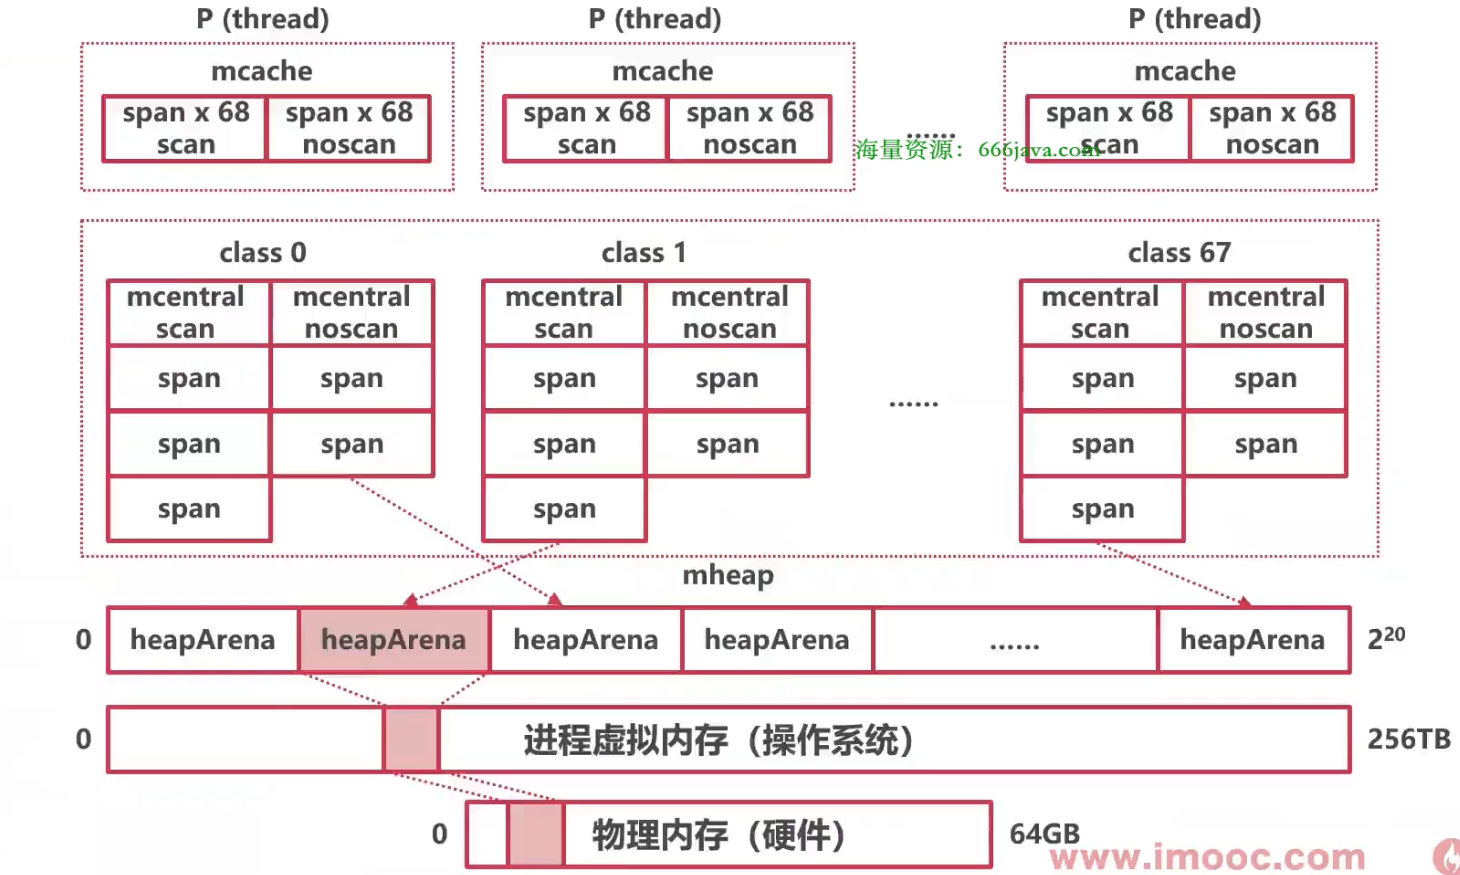 P (thread)
P (thread)
P (thread)
mcache
mcache
mcache
span x 68
scan
span x 68
noscan
span x 68
scan
span x 68
noscan
......
span x 68
scan
span x 68
noscan
海量资源：666java.com
class 0
class 1
class 67
mcentral
scan
mcentral
noscan
mcentral
scan
mcentral
noscan
mcentral
scan
mcentral
noscan
span
span
span
span
span
span
......
span
span
span
span
span
span
span
span
span
mheap
0
heapArena
heapArena
heapArena
heapArena
......
heapArena
2²⁰
0
进程虚拟内存（操作系统）
256TB
0
物理内存（硬件）
64GB
www.imooc.com